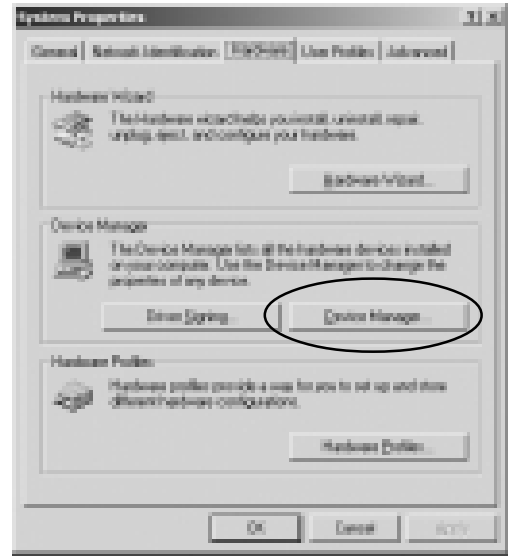 System Properties
General Network Identification Hardware User Profiles Advanced
Hardware Wizard
The Hardware wizard helps you install, uninstall, repair,
unplug, eject, and configure your hardware.
Hardware Wizard...
Device Manager
The Device Manager lists all the hardware devices installed
on your computer. Use the Device Manager to change the
properties of any device.
Driver Signing...
Device Manager...
Hardware Profiles
Hardware profiles provide a way for you to set up and store
different hardware configurations.
Hardware Profiles...
OK Cancel Apply